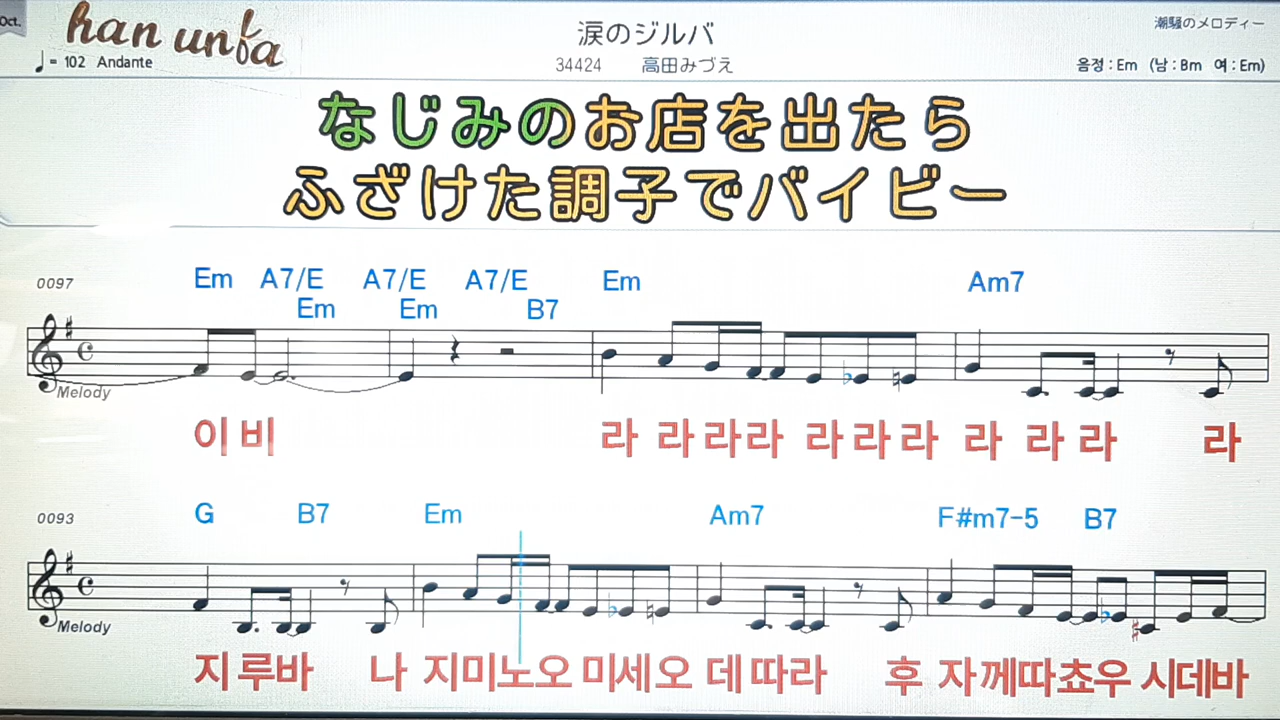 Oct.
han unfa
♩= 102 Andante
涙のジルバ
34424 高田みづえ
潮騒のメロディー
음정 : Em (남 : Bm 여 : Em)
なじみのお店を出たら
ふざけた調子でバイビー
0097
Em A7/E A7/E A7/E Em Am7
Em Em B7
Melody
이 비 라 라 라 라 라 라 라 라 라 라 라
0093
G B7 Em Am7 F#m7-5 B7
Melody
지 루바 나 지미노오 미세오 데 따라 후 자께따쵸우 시데바